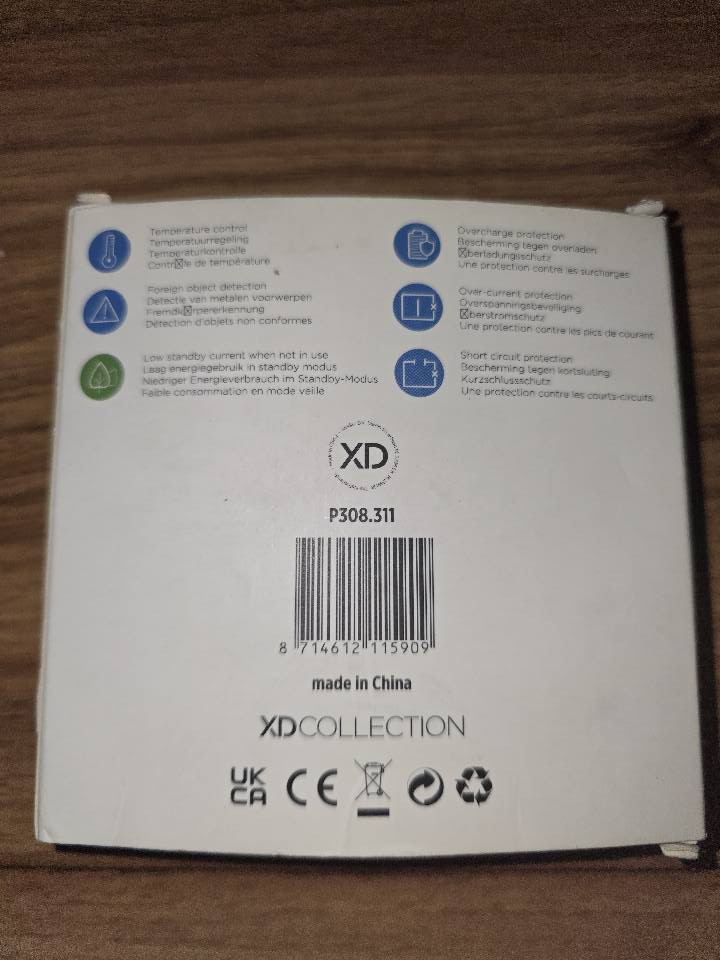 Temperature control
Temperatuurregeling
Temperaturkontrolle
Contr☒le de température
Foreign object detection
Detectie van metalen voorwerpen
Fremdk☒rpererkennung
Détection d'objets non conformes
Low standby current when not in use
Laag energiegebruik in standby modus
Niedriger Energieverbrauch im Standby-Modus
Faible consommation en mode veille
Overcharge protection
Bescherming tegen overladen
☒berladungsschutz
Une protection contre les surcharges
Over-current protection
Overspanningsbeveiliging
☒berstromschutz
Une protection contre les pics de courant
Short circuit protection
Bescherming tegen kortsluiting
Kurzschlussschutz
Une protection contre les courts-circuits
XD
P308.311
8 714612 115909
made in China
XDCOLLECTION
UK
CA
CE